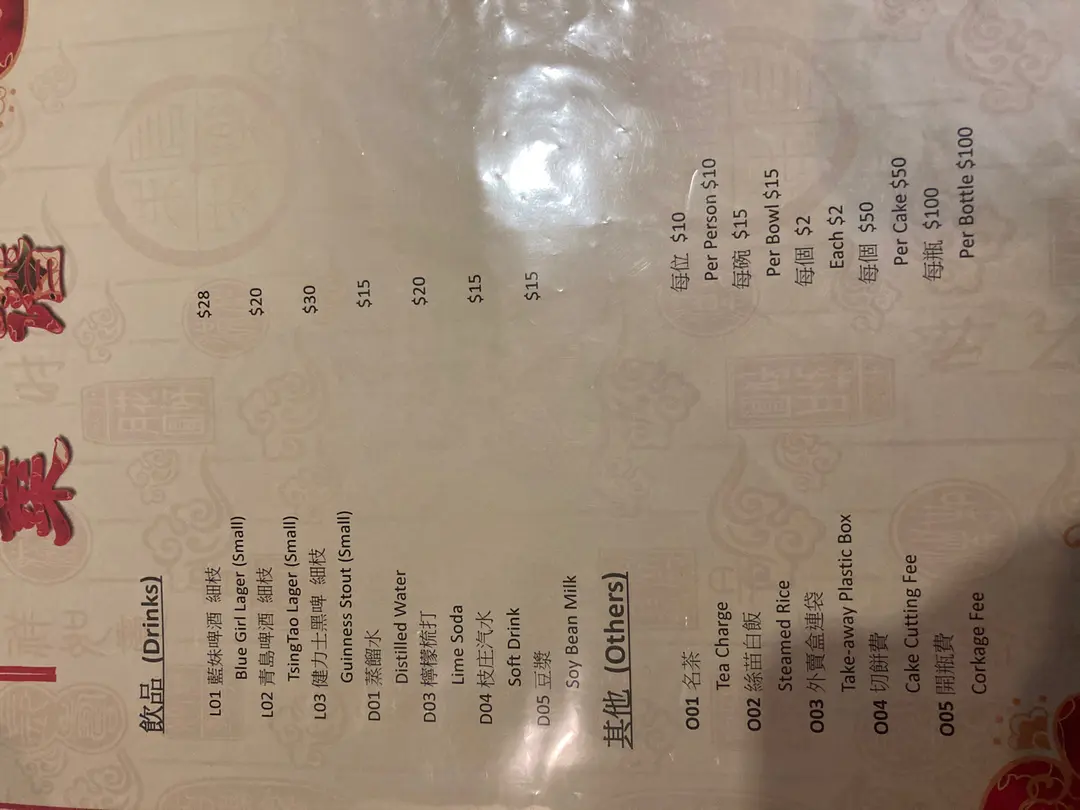 菜
飲品 (Drinks)
L01 藍妹啤酒 細枝 $28
Blue Girl Lager (Small)
L02 青島啤酒 細枝 $20
TsingTao Lager (Small)
L03 健力士黑啤 細枝 $30
Guinness Stout (Small)
D01 蒸餾水 $15
Distilled Water
D03 檸檬梳打 $20
Lime Soda
D04 枝庄汽水 $15
Soft Drink
D05 豆漿 $15
Soy Bean Milk
其他 (Others)
O01 名茶 每位 $10
Tea Charge Per Person $10
O02 絲苗白飯 每碗 $15
Steamed Rice Per Bowl $15
O03 外賣盒連袋 每個 $2
Take-away Plastic Box Each $2
O04 切餅費 每個 $50
Cake Cutting Fee Per Cake $50
O05 開瓶費 每瓶 $100
Corkage Fee Per Bottle $100